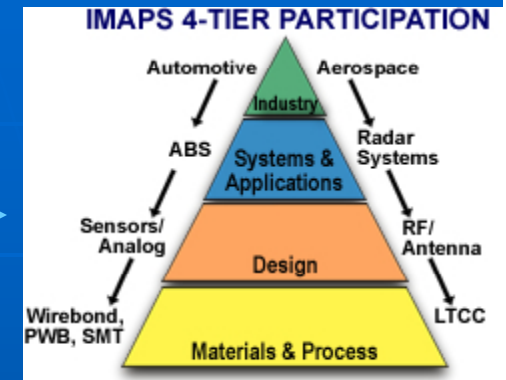 IMAPS 4-TIER PARTICIPATION
Automotive
Aerospace
Industry
ABS
Systems &
Applications
Radar
Systems
Sensors/
Analog
Design
RF/
Antenna
Wirebond,
PWB, SMT
Materials & Process
LTCC